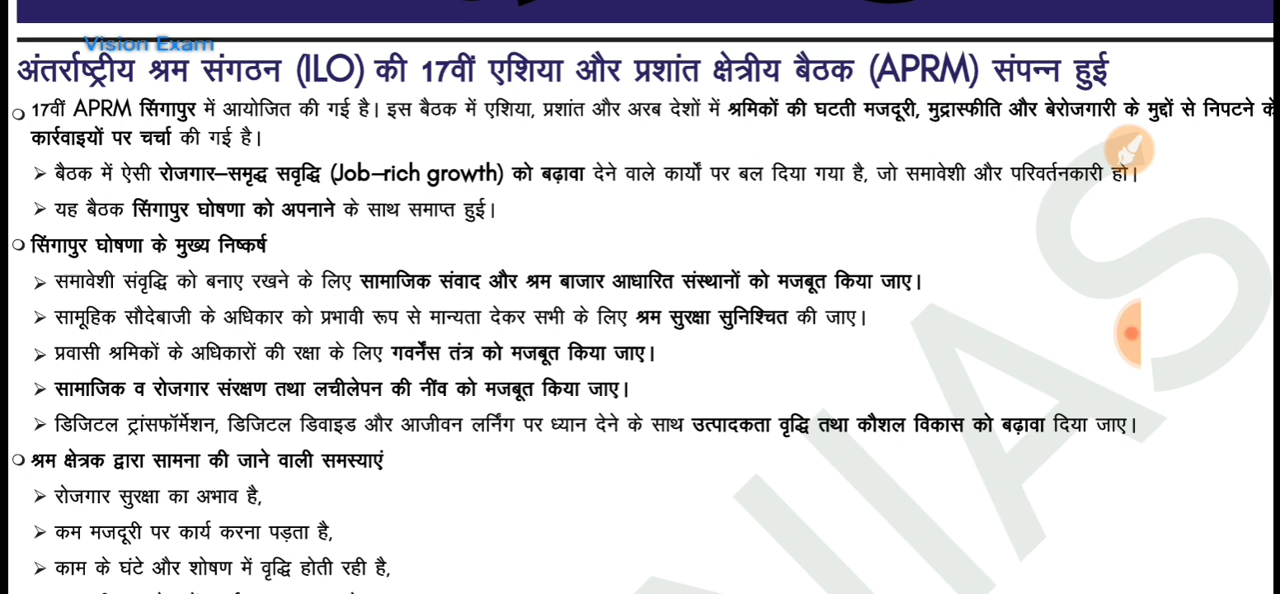 Vision Exam
अंतर्राष्ट्रीय श्रम संगठन (ILO) की 17वीं एशिया और प्रशांत क्षेत्रीय बैठक (APRM) संपन्न हुई
17वीं APRM सिंगापुर में आयोजित की गई है। इस बैठक में एशिया, प्रशांत और अरब देशों में श्रमिकों की घटती मजदूरी, मुद्रास्फीति और बेरोजगारी के मुद्दों से निपटने के
कार्रवाइयों पर चर्चा की गई है।
➢ बैठक में ऐसी रोजगार–समृद्ध सवृद्धि (Job–rich growth) को बढ़ावा देने वाले कार्यों पर बल दिया गया है, जो समावेशी और परिवर्तनकारी हो।
➢ यह बैठक सिंगापुर घोषणा को अपनाने के साथ समाप्त हुई।
सिंगापुर घोषणा के मुख्य निष्कर्ष
➢ समावेशी संवृद्धि को बनाए रखने के लिए सामाजिक संवाद और श्रम बाजार आधारित संस्थानों को मजबूत किया जाए।
➢ सामूहिक सौदेबाजी के अधिकार को प्रभावी रूप से मान्यता देकर सभी के लिए श्रम सुरक्षा सुनिश्चित की जाए।
➢ प्रवासी श्रमिकों के अधिकारों की रक्षा के लिए गवर्नेंस तंत्र को मजबूत किया जाए।
➢ सामाजिक व रोजगार संरक्षण तथा लचीलेपन की नींव को मजबूत किया जाए।
➢ डिजिटल ट्रांसफॉर्मेशन, डिजिटल डिवाइड और आजीवन लर्निंग पर ध्यान देने के साथ उत्पादकता वृद्धि तथा कौशल विकास को बढ़ावा दिया जाए।
श्रम क्षेत्रक द्वारा सामना की जाने वाली समस्याएं
➢ रोजगार सुरक्षा का अभाव है,
➢ कम मजदूरी पर कार्य करना पड़ता है,
➢ काम के घंटे और शोषण में वृद्धि होती रही है,
NIAS